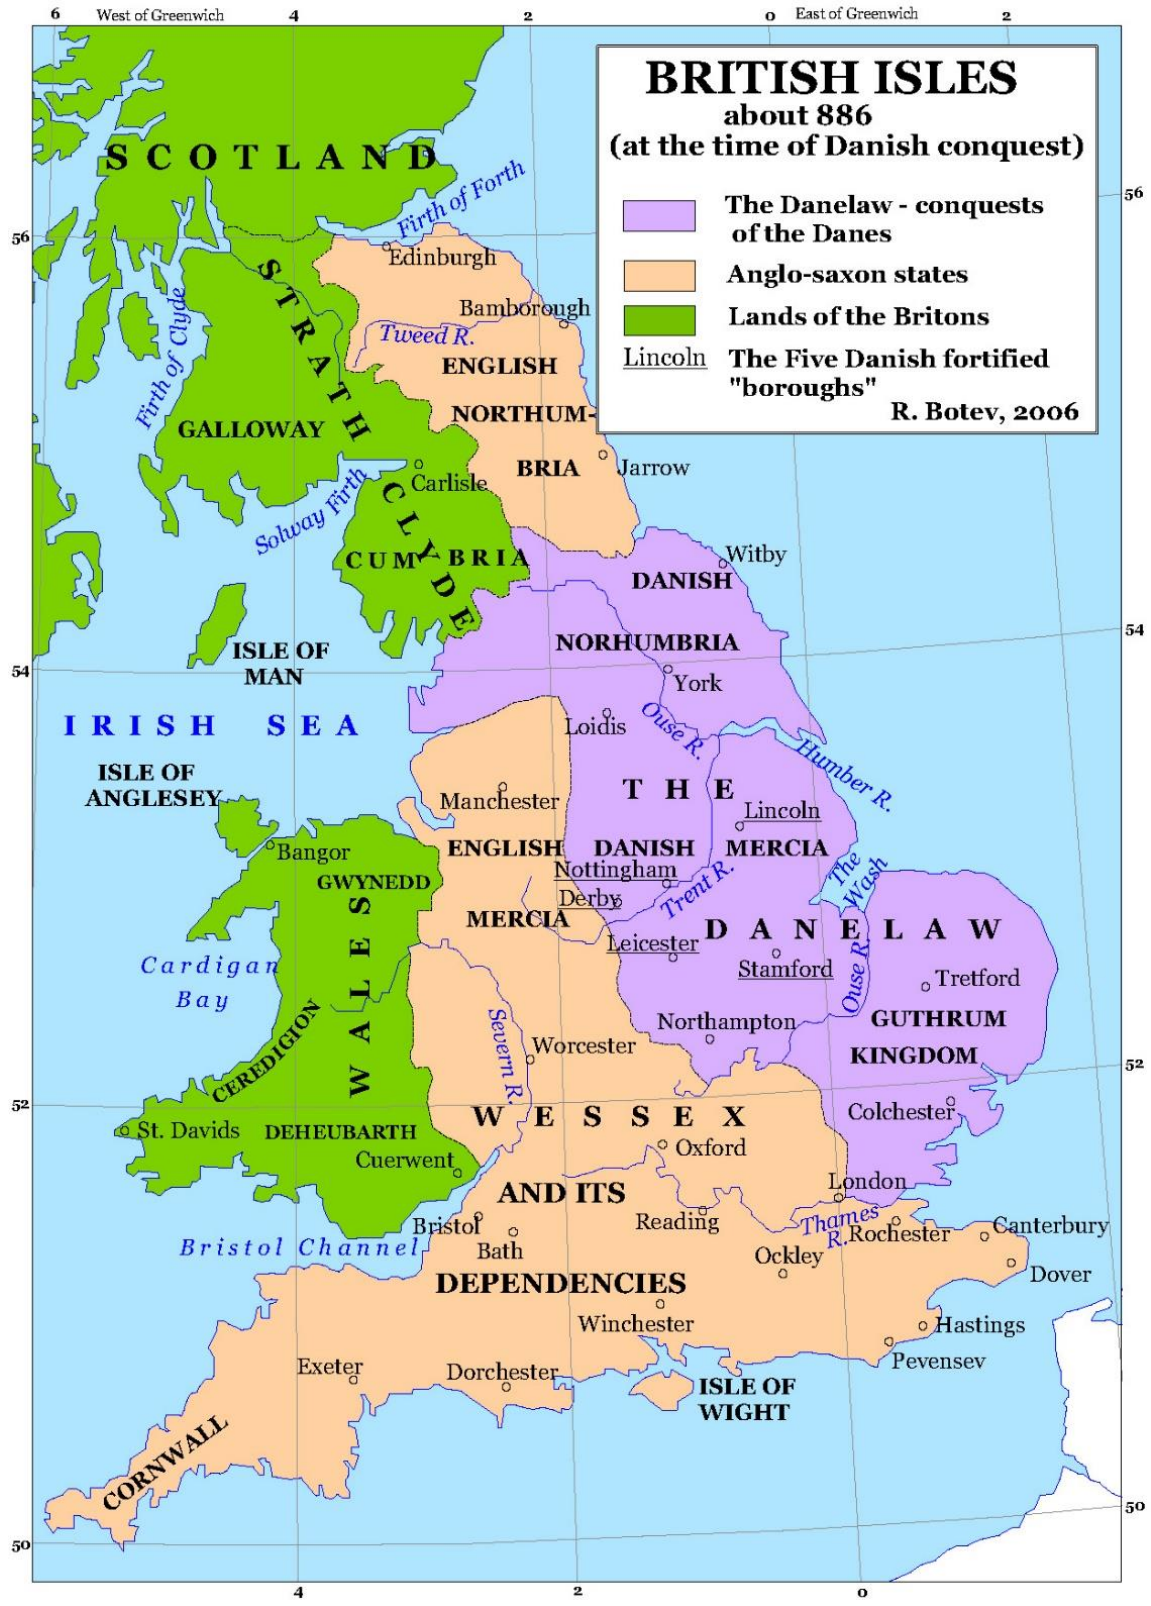 6 West of Greenwich 4 2 0 East of Greenwich 2
BRITISH ISLES
about 886
(at the time of Danish conquest)
The Danelaw - conquests
of the Danes
Anglo-saxon states
Lands of the Britons
Lincoln The Five Danish fortified
"boroughs"
R. Botev, 2006
SCOTLAND
Firth of Forth
56
56
Edinburgh
STRATH CLYDE
Firth of Clyde
Bamborough
Tweed R.
ENGLISH
NORTHUM-
BRIA
GALLOWAY
Jarrow
Carlisle
Solway Firth
CUMBRIA
Witby
DANISH
NORHUMBRIA
54
54
ISLE OF
MAN
York
IRISH SEA
Loidis
Ouse R.
Humber R.
ISLE OF
ANGLESEY
THE
Manchester
Lincoln
ENGLISH
DANISH
MERCIA
Bangor
The
Wash
GWYNEDD
Nottingham
Derby
Trent R.
MERCIA
DANELAW
WALES
Leicester
Stamford
Ouse R.
Cardigan
Bay
Tretford
Northampton
GUTHRUM
KINGDOM
CEREDIGION
Severn R.
Worcester
52
52
WESSEX
Colchester
St. Davids
DEHEUBARTH
Cuerwent
Oxford
AND ITS
London
Bristol
Reading
Thames
R.
Rochester
Canterbury
Bath
Bristol Channel
Ockley
Dover
DEPENDENCIES
Winchester
Hastings
Pevensev
Exeter
Dorchester
ISLE OF
WIGHT
CORNWALL
50
50
4 2 0